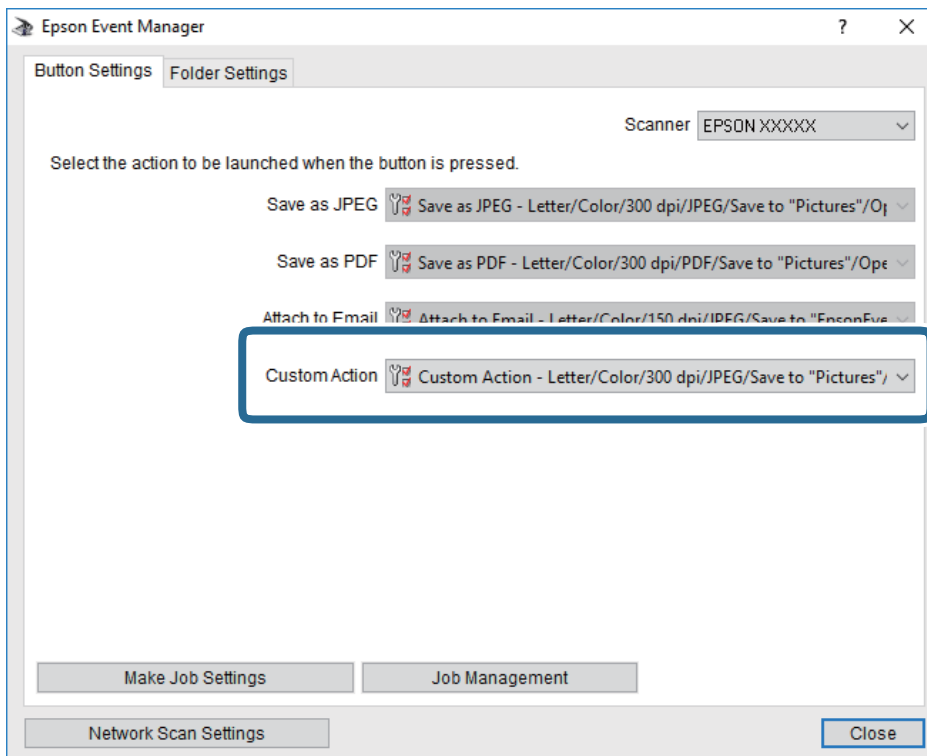 Epson Event Manager
Button Settings
Folder Settings
Scanner EPSON XXXXX
Select the action to be launched when the button is pressed.
Save as JPEG Save as JPEG - Letter/Color/300 dpi/JPEG/Save to "Pictures"/Op
Save as PDF Save as PDF - Letter/Color/300 dpi/PDF/Save to "Pictures"/Ope
Attach to Email Attach to Email - Letter/Color/150 dpi/JPEG/Save to "EpsonEve
Custom Action Custom Action - Letter/Color/300 dpi/JPEG/Save to "Pictures"/
Make Job Settings
Job Management
Network Scan Settings
Close